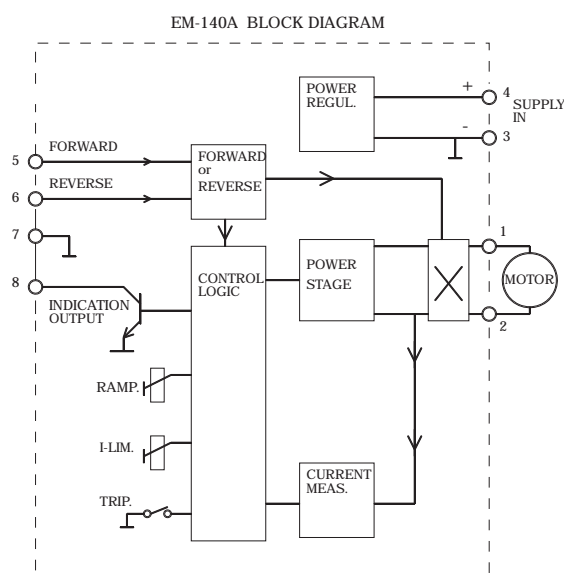 EM-140A BLOCK DIAGRAM
POWER
REGUL.
+
4
SUPPLY
IN
-
3
5
FORWARD
FORWARD
or
REVERSE
6
REVERSE
7
1
8
INDICATION
OUTPUT
CONTROL
LOGIC
POWER
STAGE
MOTOR
2
RAMP.
I-LIM.
CURRENT
MEAS.
TRIP.